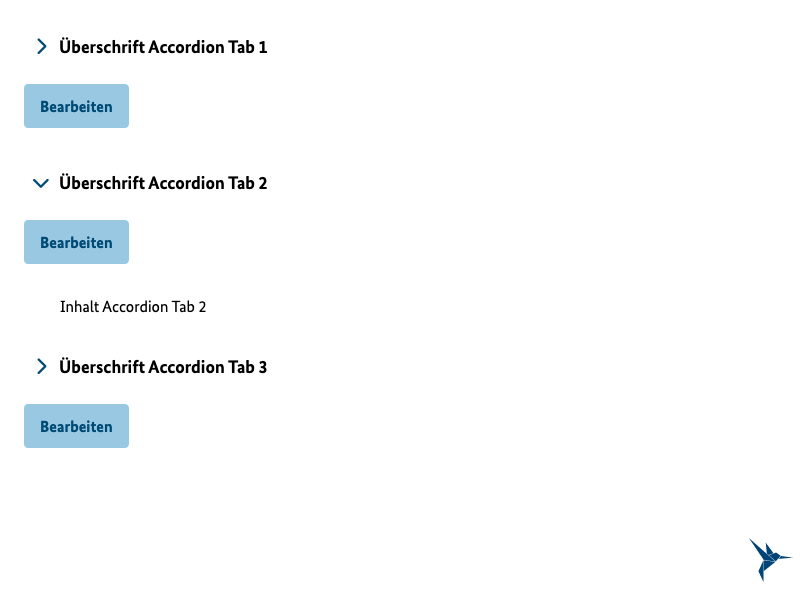 Überschrift Accordion Tab 1
Bearbeiten
Überschrift Accordion Tab 2
Bearbeiten
Inhalt Accordion Tab 2
Überschrift Accordion Tab 3
Bearbeiten